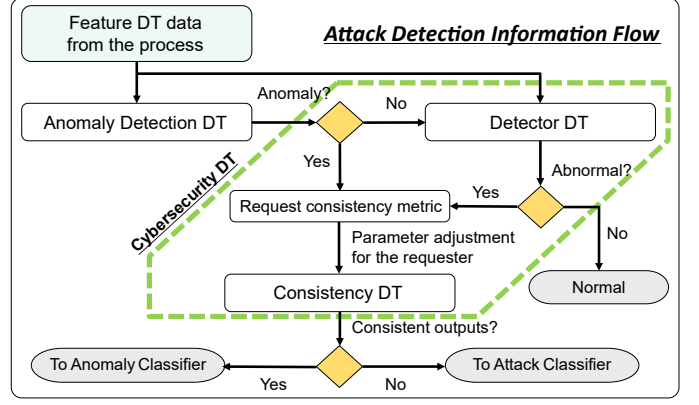 Feature DT data
from the process
Attack Detection Information Flow
Anomaly?
No
Anomaly Detection DT
Detector DT
Yes
Abnormal?
Cybersecurity DT
Request consistency metric
Yes
No
Parameter adjustment
for the requester
Consistency DT
Normal
Consistent outputs?
To Anomaly Classifier
Yes
No
To Attack Classifier